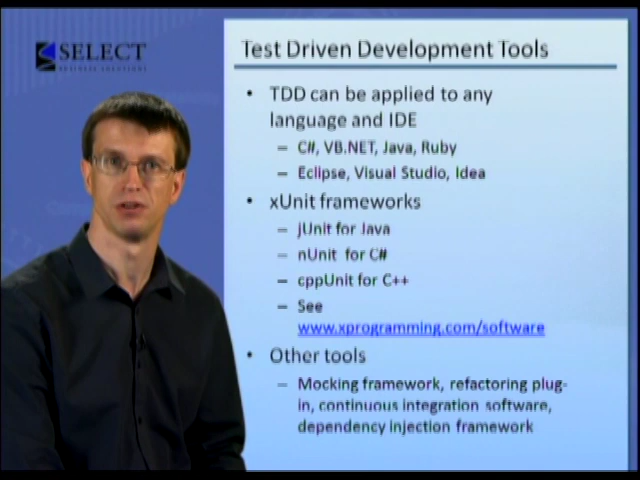 SELECT
BUSINESS SOLUTIONS
Test Driven Development Tools
• TDD can be applied to any
language and IDE
– C#, VB.NET, Java, Ruby
– Eclipse, Visual Studio, Idea
• xUnit frameworks
– jUnit for Java
– nUnit for C#
– cppUnit for C++
– See
www.xprogramming.com/software
• Other tools
– Mocking framework, refactoring plug-
in, continuous integration software,
dependency injection framework